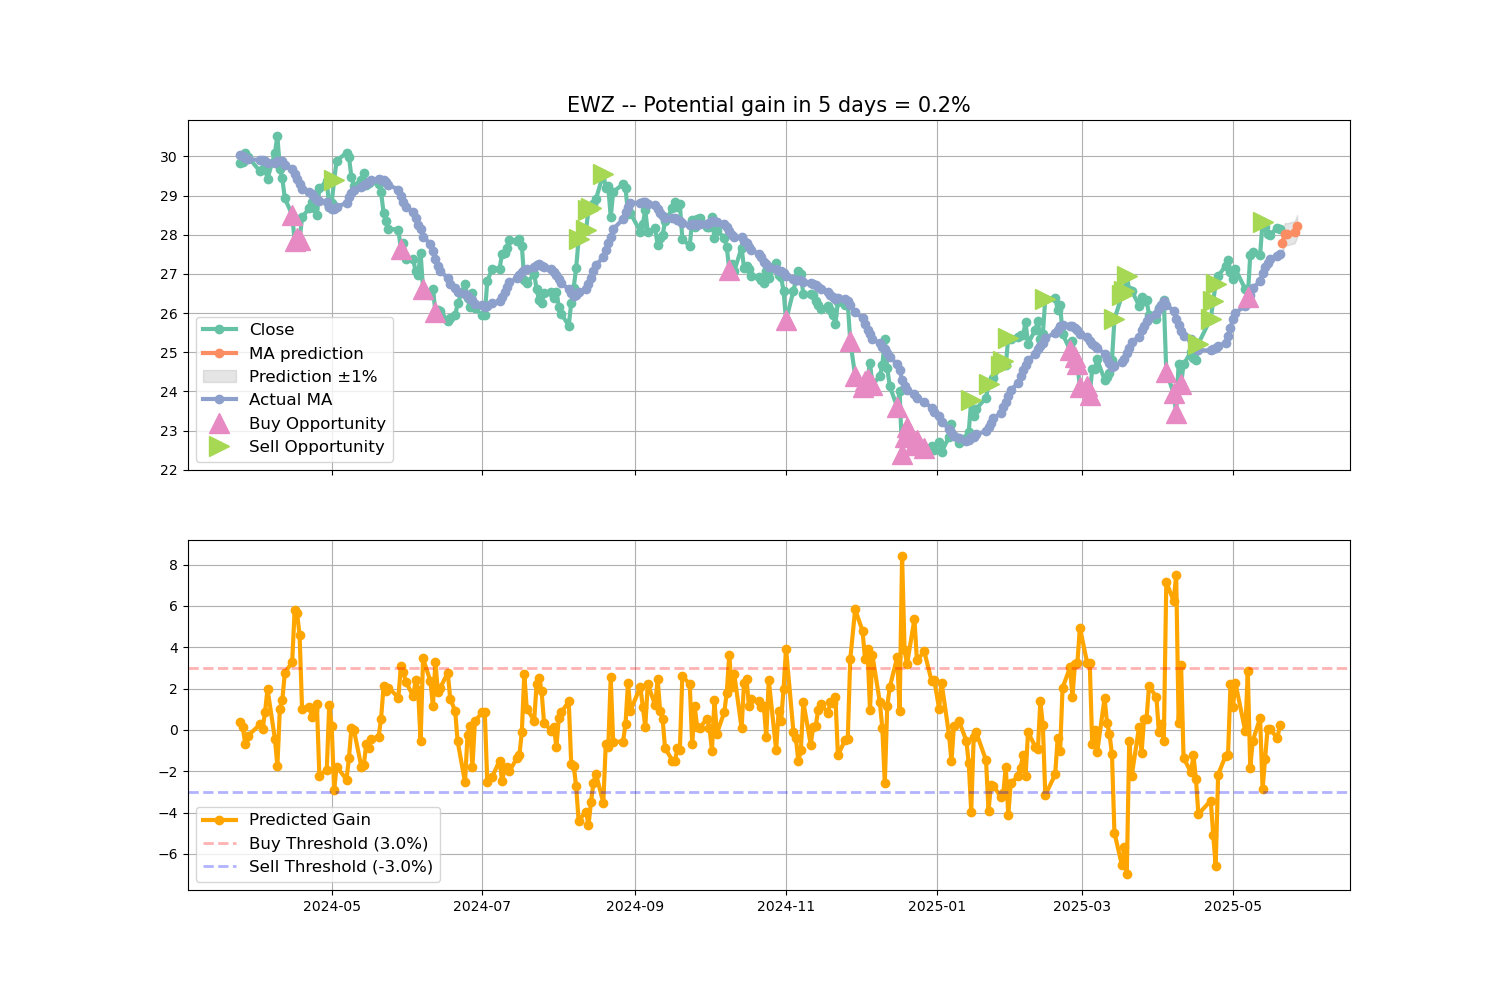 EWZ -- Potential gain in 5 days = 0.2%
30
29
28
27
26
25
24
23
22
Close
MA prediction
Prediction ±1%
Actual MA
Buy Opportunity
Sell Opportunity
8
6
4
2
0
−2
−4
−6
Predicted Gain
Buy Threshold (3.0%)
Sell Threshold (-3.0%)
2024-05 2024-07 2024-09 2024-11 2025-01 2025-03 2025-05